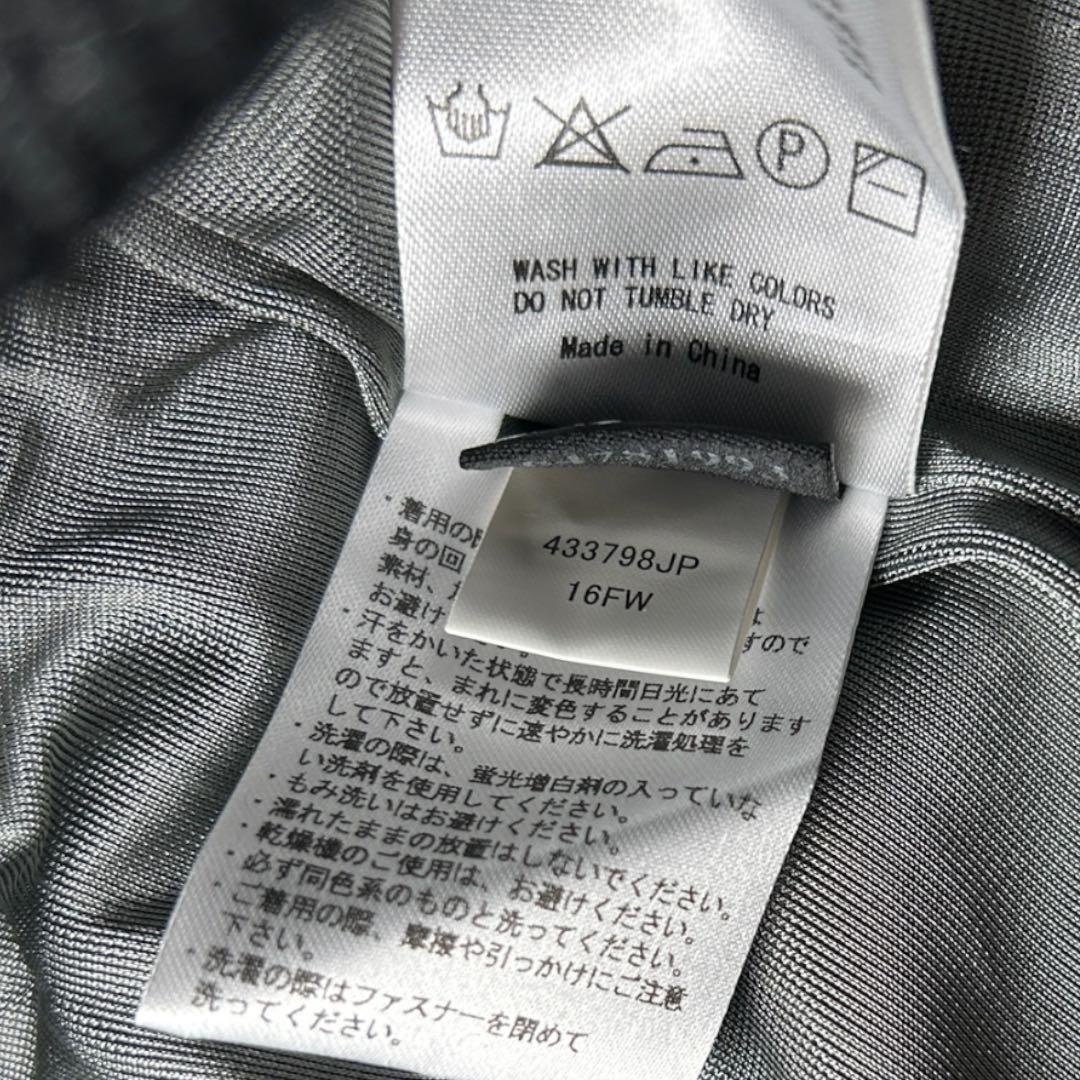 P
WASH WITH LIKE COLORS
DO NOT TUMBLE DRY
Made in China
433798JP
16FW
・着用の
身の回
素材、
お避け すので
・汗をかいた状態で長時間日光にあて
ますと、まれに変色することがあります
ので放置せずに速やかに洗濯処理を
して下さい。
・洗濯の際は、蛍光増白剤の入っていな
い洗剤を使用してください。
・もみ洗いはお避けください。
・濡れたままの放置はしないでください。
・乾燥機のご使用は、お避けください。
・必ず同色系のものと洗ってください。
・ご着用の際、摩擦や引っかけにご注意
下さい。
・洗濯の際はファスナーを閉めて
洗ってください。